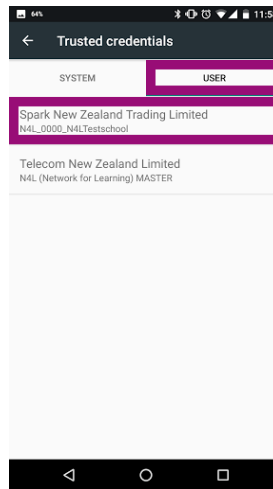 64%
11:5
Trusted credentials
SYSTEM
USER
Spark New Zealand Trading Limited
N4L_0000_N4LTestschool
Telecom New Zealand Limited
N4L (Network for Learning) MASTER